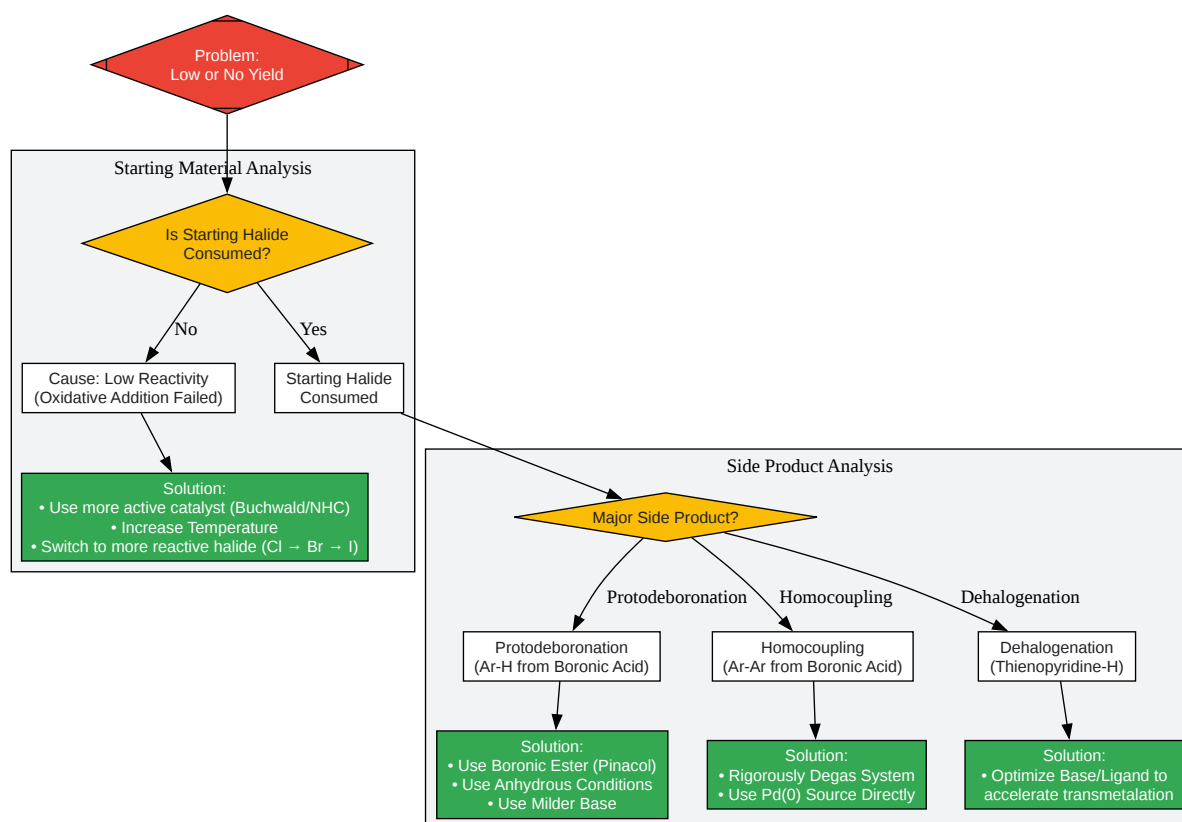 Problem:
Low or No Yield
Starting Material Analysis
Is Starting Halide
Consumed?
No
Yes
Cause: Low Reactivity
(Oxidative Addition Failed)
Starting Halide
Consumed
Solution:
• Use more active catalyst (Buchwald/NHC)
• Increase Temperature
• Switch to more reactive halide (Cl → Br → I)
Side Product Analysis
Major Side Product?
Protodeboronation
Homocoupling
Dehalogenation
Protodeboronation
(Ar-H from Boronic Acid)
Homocoupling
(Ar-Ar from Boronic Acid)
Dehalogenation
(Thienopyridine-H)
Solution:
• Use Boronic Ester (Pinacol)
• Use Anhydrous Conditions
• Use Milder Base
Solution:
• Rigorously Degas System
• Use Pd(0) Source Directly
Solution:
• Optimize Base/Ligand to
accelerate transmetalation